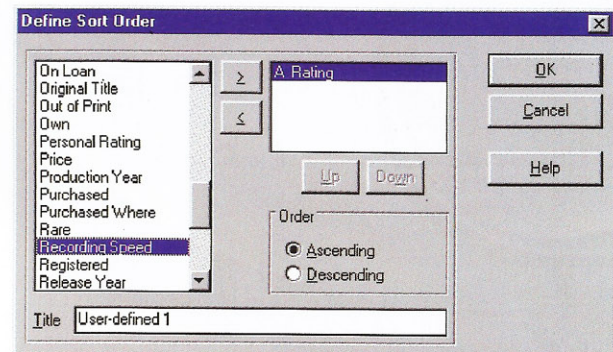 Define Sort Order
On Loan
Original Title
Out of Print
Own
Personal Rating
Price
Production Year
Purchased
Purchased Where
Rare
Recording Speed
Registered
Release Year
>
<
A Rating
Up
Down
Order
Ascending
Descending
OK
Cancel
Help
Title
User-defined 1